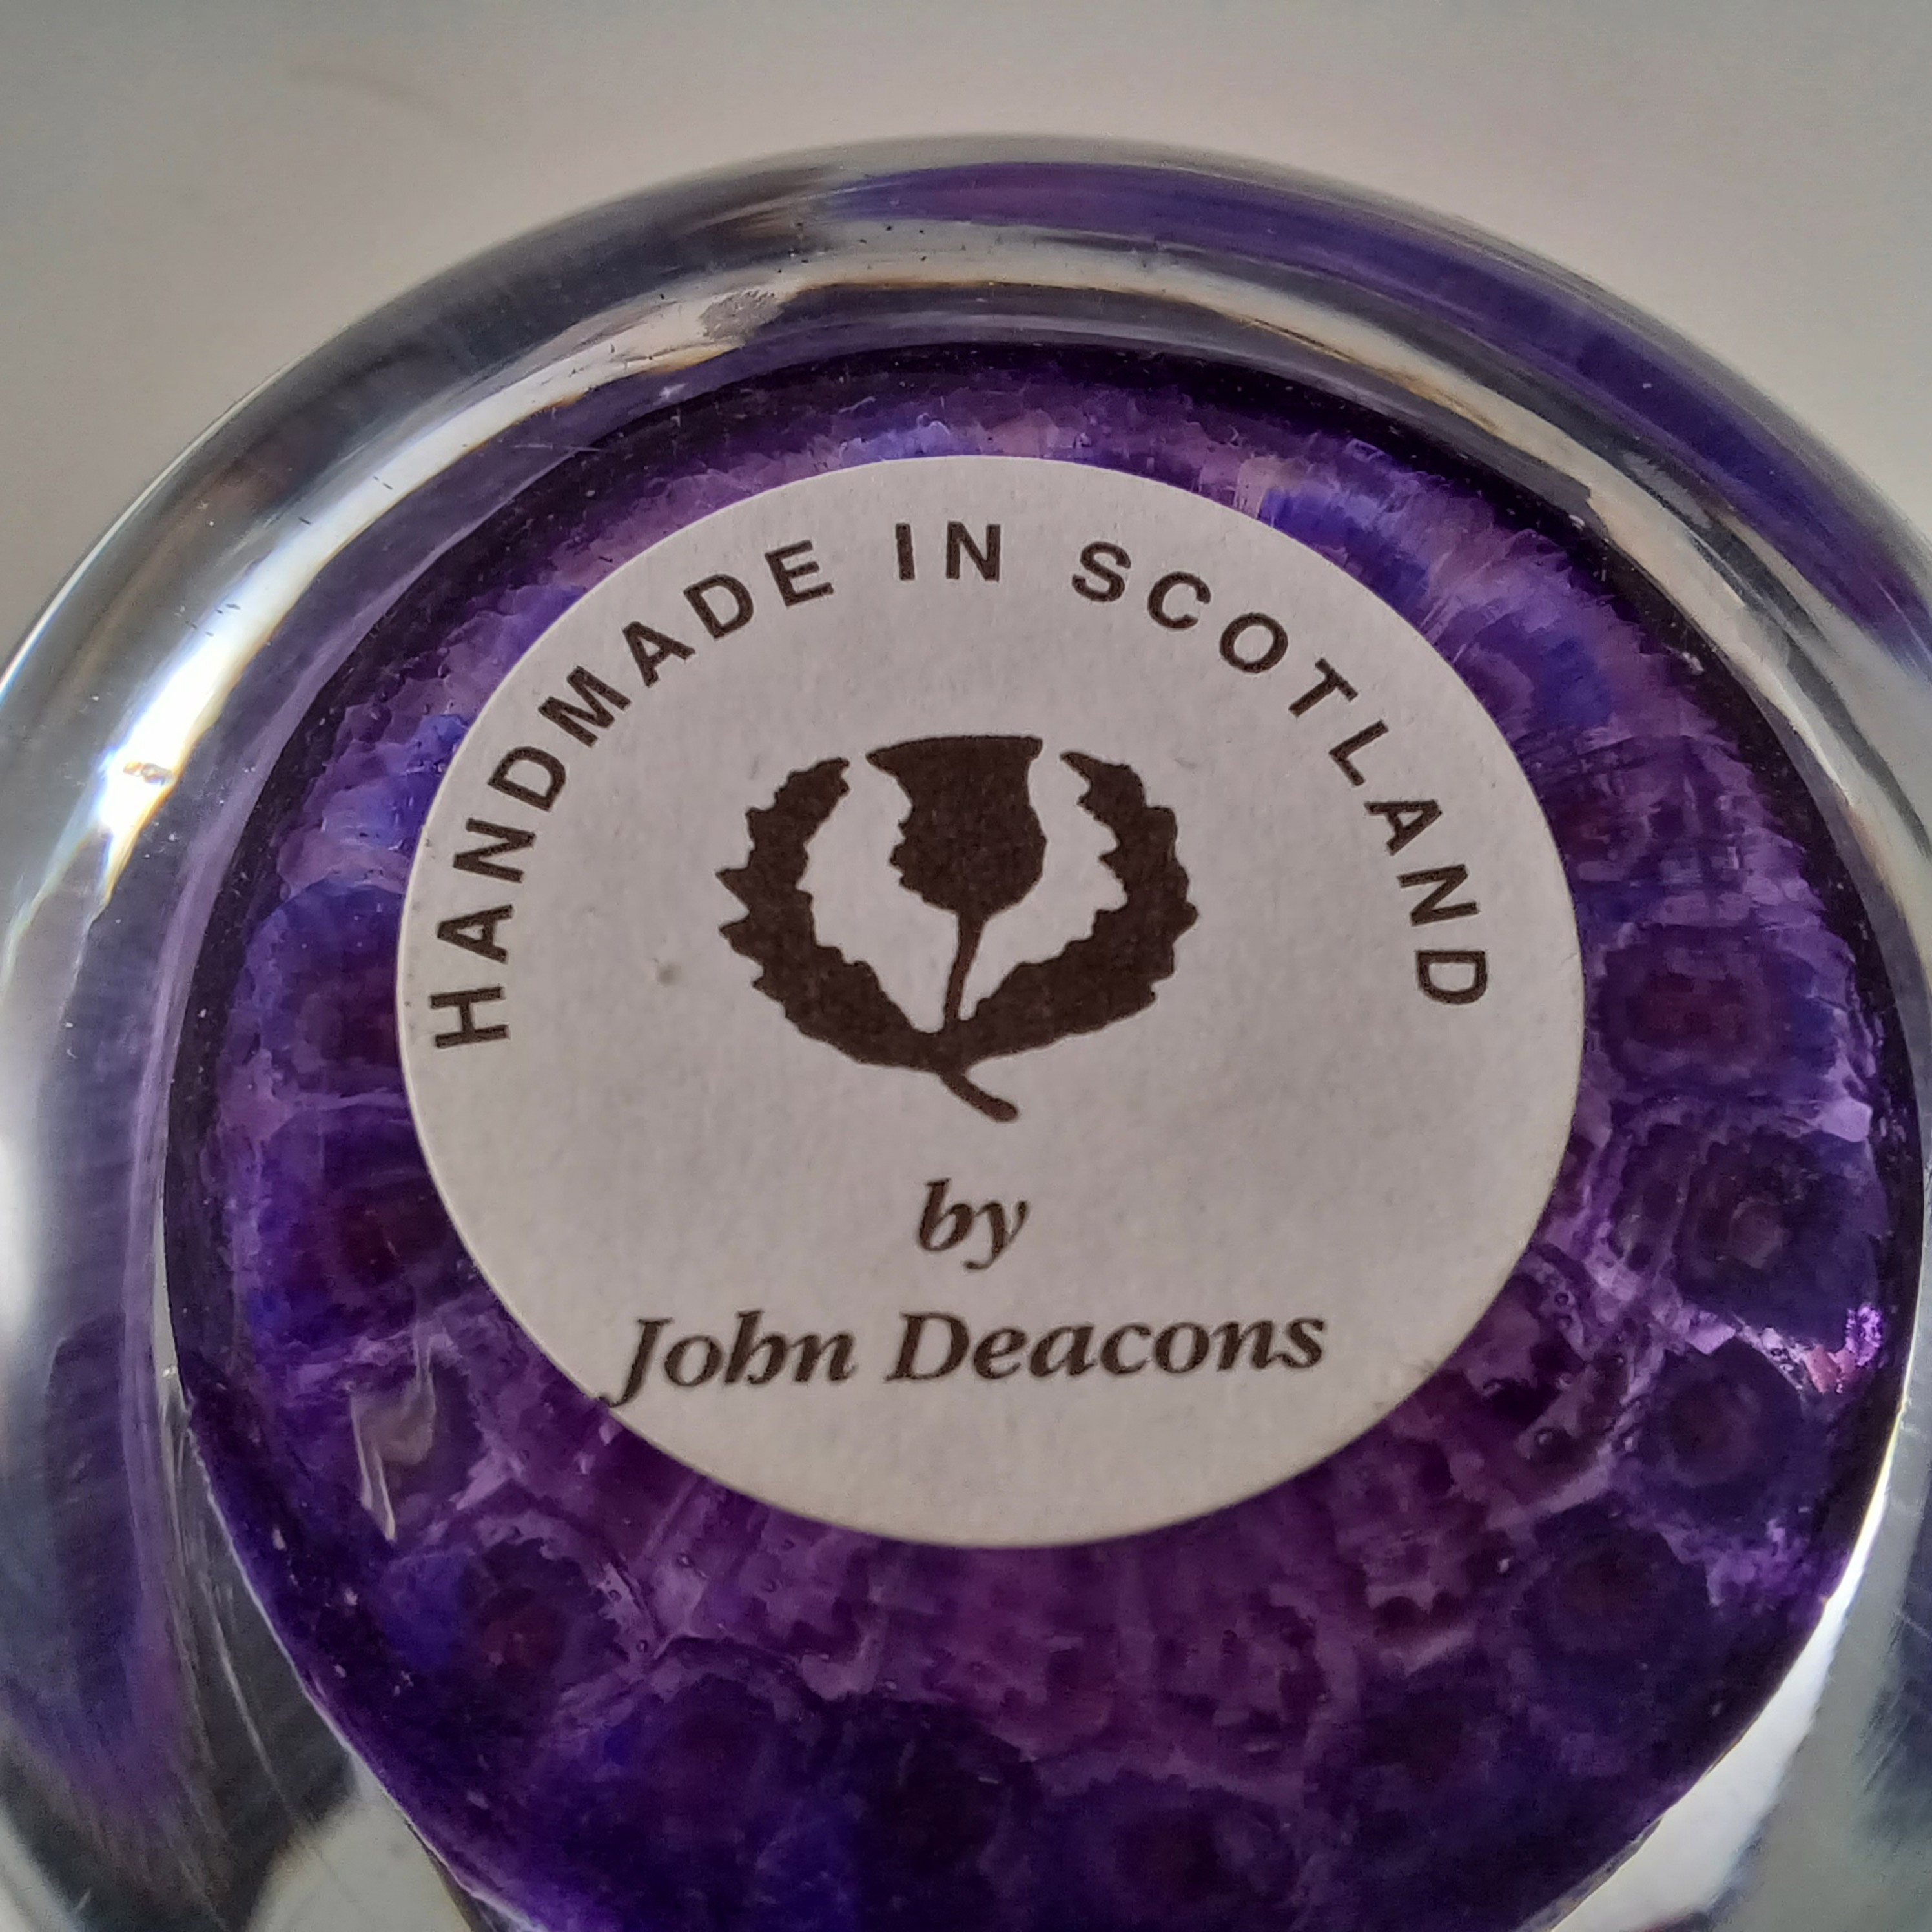 HANDMADE IN SCOTLAND
by
John Deacons